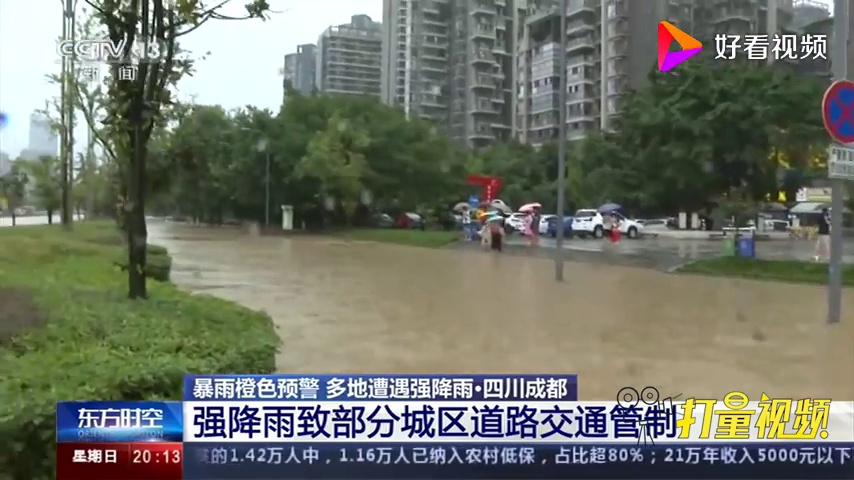 CCTV 13
新闻
好看视频
暴雨橙色预警 多地遭遇强降雨·四川成都
东方时空
ORIENTAL HORIZON
强降雨致部分城区道路交通管制
打量视频
星期日 20:13
的1.42万人中，1.16万人已纳入农村低保，占比超80%；21万年收入5000元以下